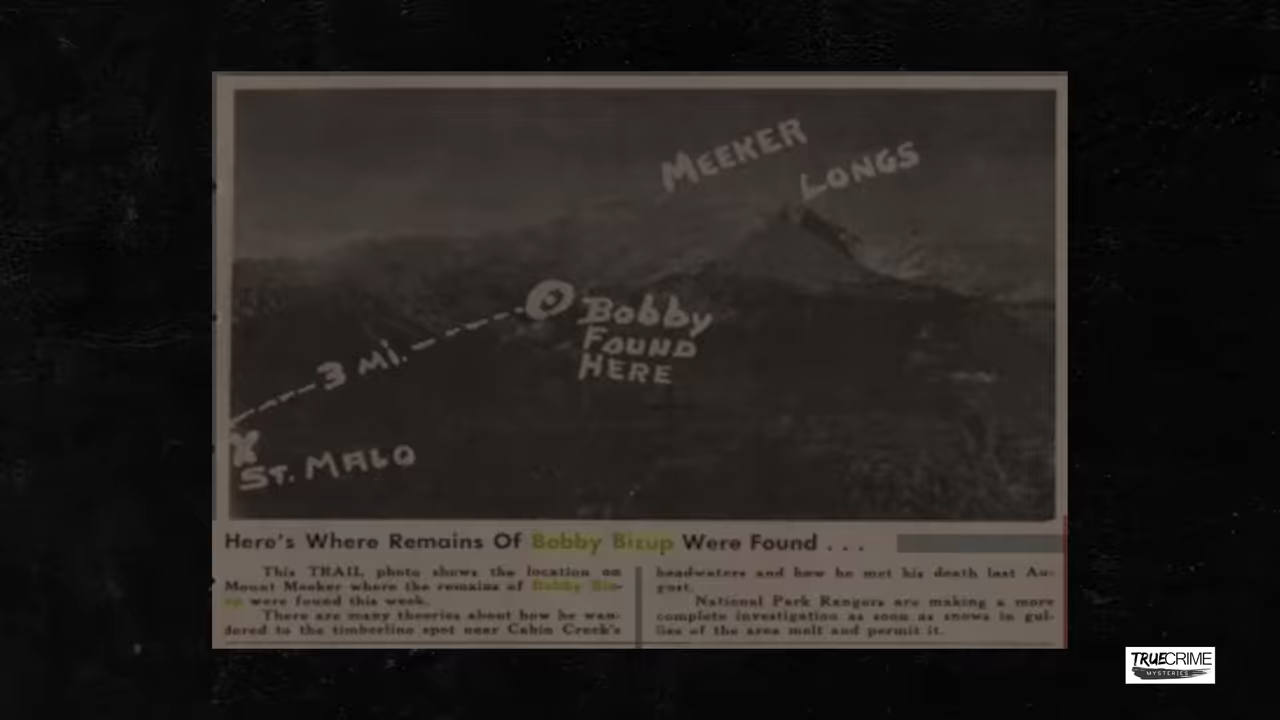 MEEKER
LONGS
Bobby
FOUND
HERE
3 Mi.
ST. MALO
Here's Where Remains Of Bobby Bizup Were Found . . .
This TRAIL photo shows the location on
Mount Meeker where the remains of Bobby Biz-
up were found this week.
There are many theories about how he wan-
dered to the timberline spot near Cabin Creek's
headwaters and how he met his death last Au-
gust.
National Park Rangers are making a more
complete investigation as soon as snows in gul-
lies of the area melt and permit it.
TRUECRIME
MYSTERIES